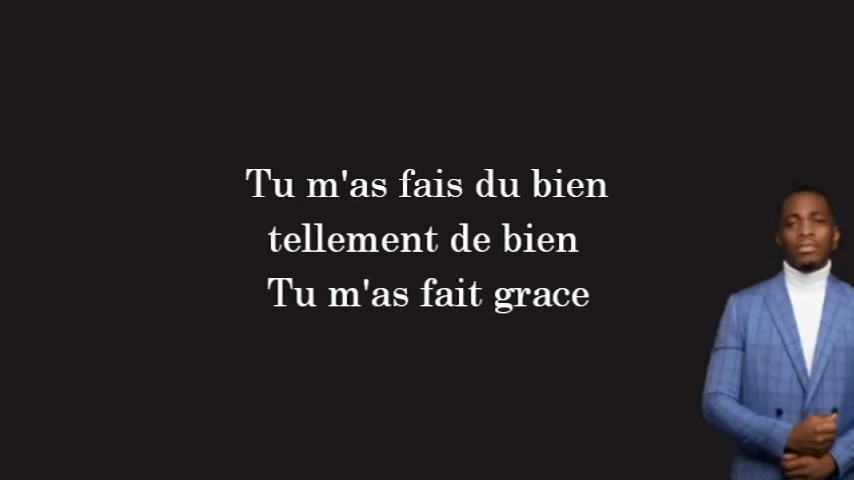 Tu m'as fais du bien
tellement de bien
Tu m'as fait grace